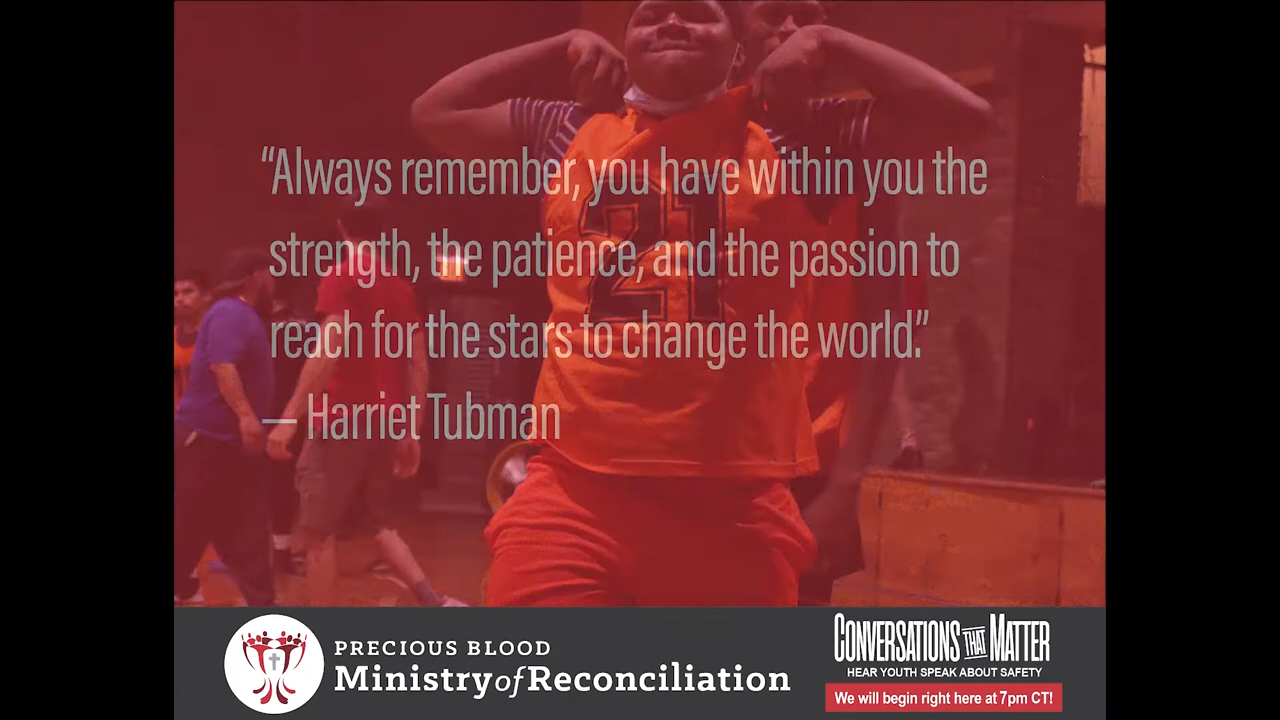 “Always remember, you have within you the
strength, the patience, and the passion to
reach for the stars to change the world.”
— Harriet Tubman
21
PRECIOUS BLOOD
Ministry of Reconciliation
CONVERSATIONS THAT MATTER
HEAR YOUTH SPEAK ABOUT SAFETY
We will begin right here at 7pm CT!